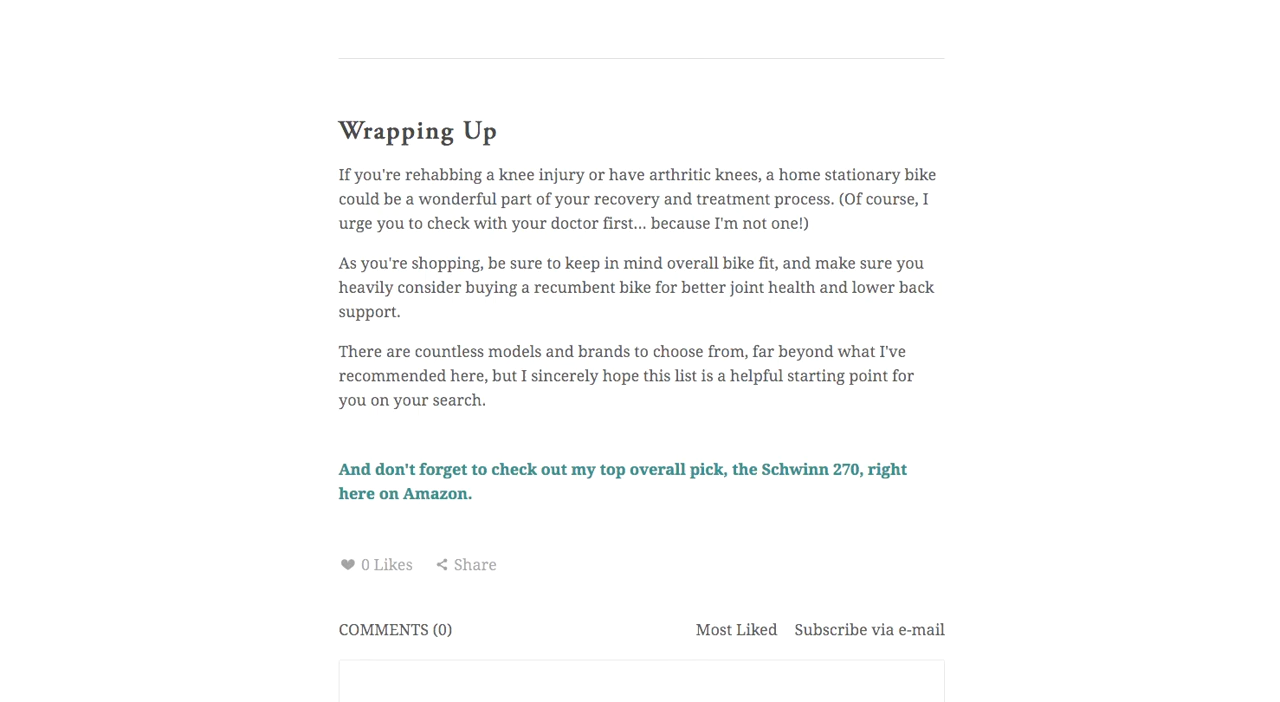 Wrapping Up
If you're rehabbing a knee injury or have arthritic knees, a home stationary bike
could be a wonderful part of your recovery and treatment process. (Of course, I
urge you to check with your doctor first... because I'm not one!)
As you're shopping, be sure to keep in mind overall bike fit, and make sure you
heavily consider buying a recumbent bike for better joint health and lower back
support.
There are countless models and brands to choose from, far beyond what I've
recommended here, but I sincerely hope this list is a helpful starting point for
you on your search.
And don't forget to check out my top overall pick, the Schwinn 270, right
here on Amazon.
0 Likes Share
COMMENTS (0) Most Liked Subscribe via e-mail